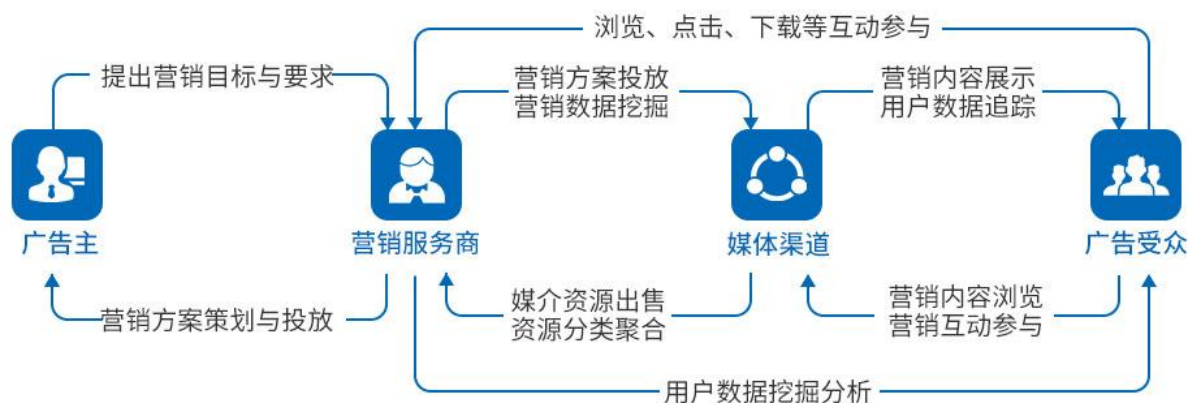 浏览、点击、下载等互动参与
提出营销目标与要求
营销方案投放
营销数据挖掘
营销内容展示
用户数据追踪
广告主
营销服务商
媒体渠道
广告受众
营销方案策划与投放
媒介资源出售
资源分类聚合
营销内容浏览
营销互动参与
用户数据挖掘分析